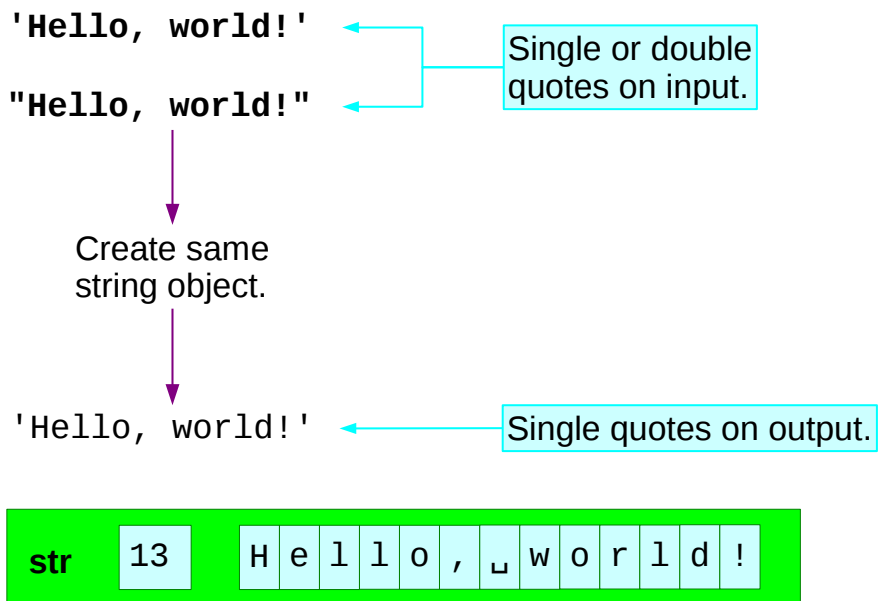 'Hello, world!'
Single or double
quotes on input.
"Hello, world!"
Create same
string object.
'Hello, world!'
Single quotes on output.
str 13 H e l l o , ␣ w o r l d !